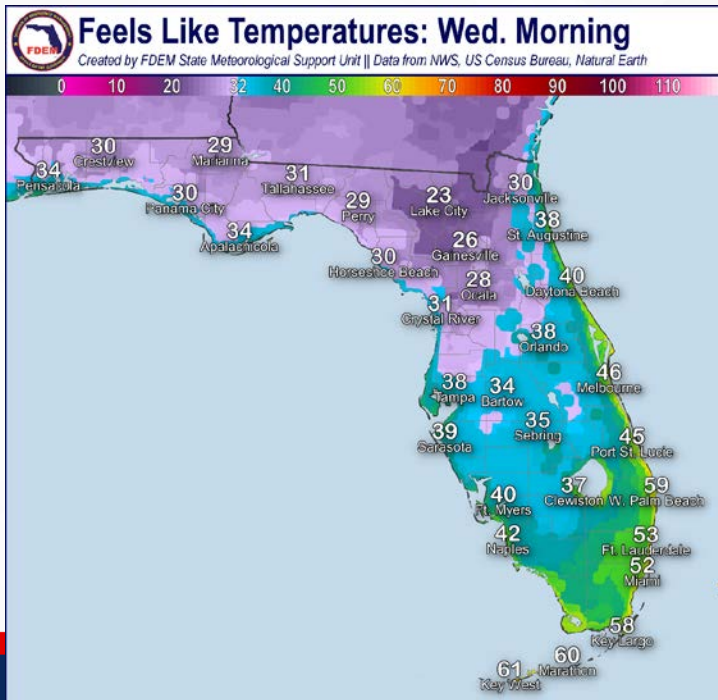 Feels Like Temperatures: Wed. Morning
FDEM
Created by FDEM State Meteorological Support Unit || Data from NWS, US Census Bureau, Natural Earth
0 10 20 32 40 50 60 70 80 90 100 110
30
Crestview
29
Marianna
34
Pensacola
30
Panama City
31
Tallahassee
34
Apalachicola
29
Perry
23
Lake City
30
Jacksonville
38
St. Augustine
26
Gainesville
30
Horseshoe Beach
28
Ocala
40
Daytona Beach
31
Crystal River
38
Orlando
46
Melbourne
38
Tampa
34
Bartow
39
Sarasota
35
Sebring
45
Port St. Lucie
40
Ft. Myers
37
Clewiston
59
W. Palm Beach
42
Naples
53
Ft. Lauderdale
52
Miami
58
Key Largo
60
Marathon
61
Key West